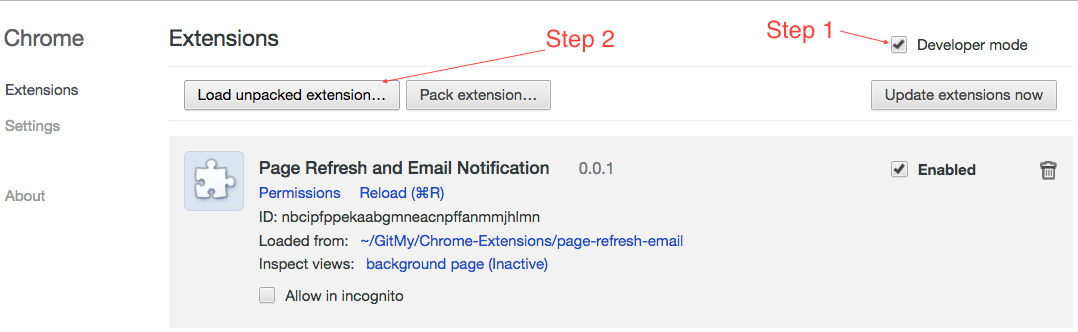 Step 1
Chrome
Extensions
Step 2
Developer mode
Extensions
Load unpacked extension...
Pack extension...
Update extensions now
Settings
Page Refresh and Email Notification 0.0.1
Enabled
Permissions Reload (⌘R)
About
ID: nbcipfppekaabgmneacnpffanmmjhlmn
Loaded from: ~/GitMy/Chrome-Extensions/page-refresh-email
Inspect views: background page (Inactive)
Allow in incognito